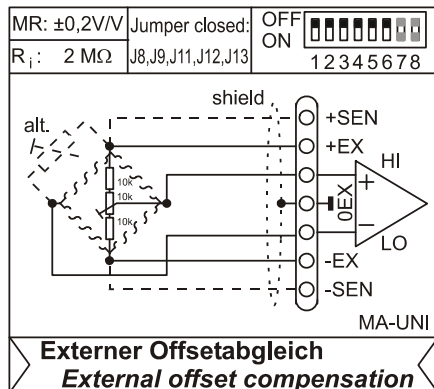 MR: ±0,2V/V
Jumper closed:
OFF
ON
Ri: 2 MΩ
J8,J9,J11,J12,J13
12345678
shield
alt.
+SEN
+EX
HI
10k
10k
10k
+
0EX
–
LO
-EX
-SEN
MA-UNI
Externer Offsetabgleich
External offset compensation